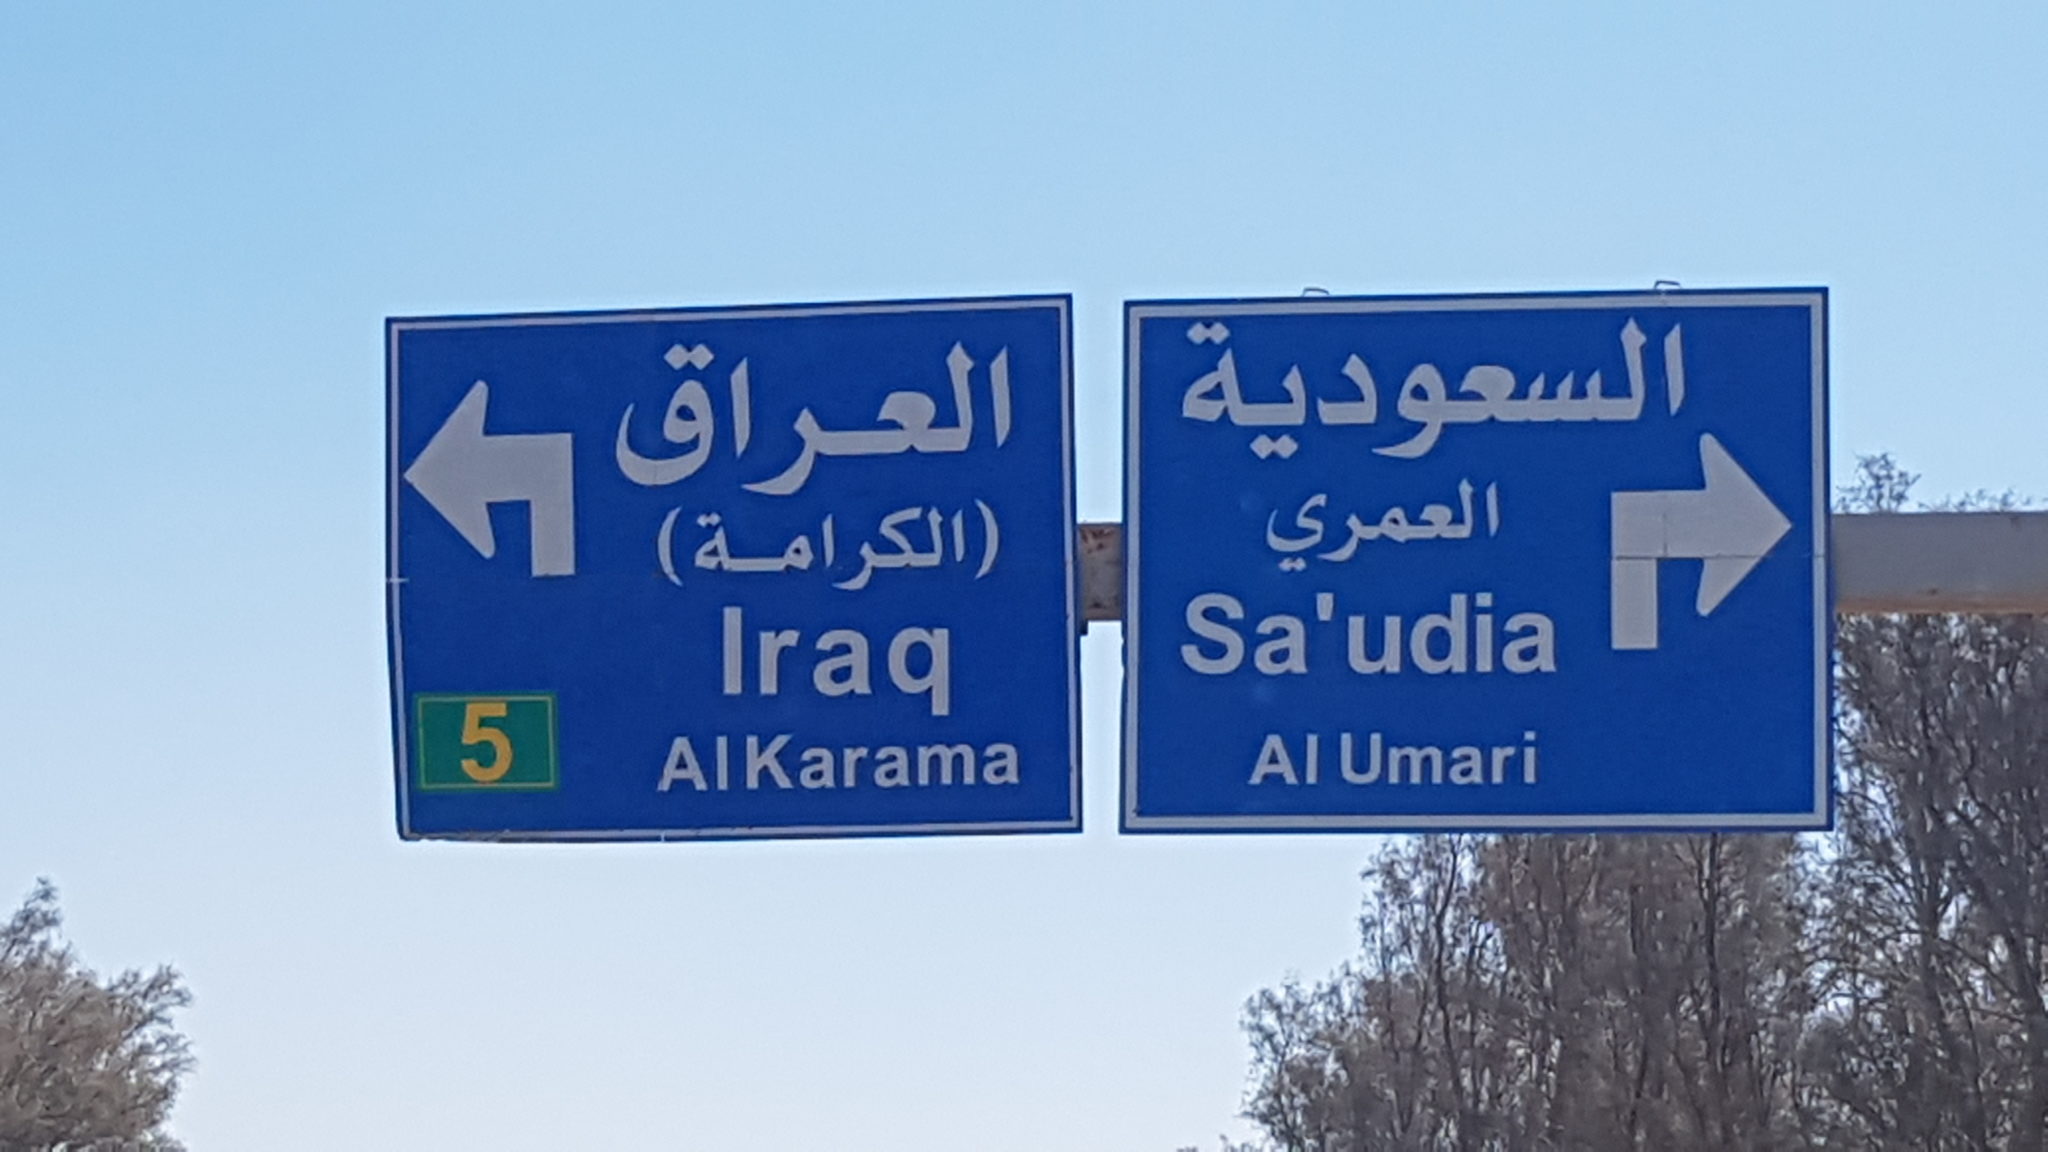 العراق
(الكرامة)
Iraq
Al Karama
5
السعودية
العمري
Sa'udia
Al Umari